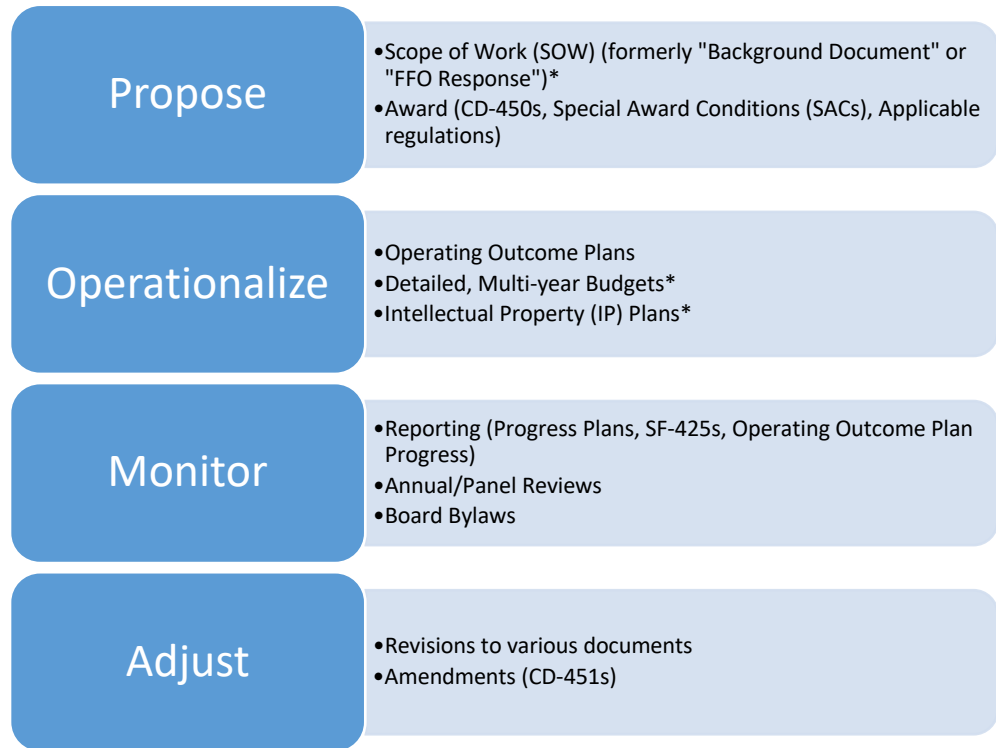 Propose
•Scope of Work (SOW) (formerly "Background Document" or
"FFO Response")*
•Award (CD-450s, Special Award Conditions (SACs), Applicable
regulations)
Operationalize
•Operating Outcome Plans
•Detailed, Multi-year Budgets*
•Intellectual Property (IP) Plans*
Monitor
•Reporting (Progress Plans, SF-425s, Operating Outcome Plan
Progress)
•Annual/Panel Reviews
•Board Bylaws
Adjust
•Revisions to various documents
•Amendments (CD-451s)